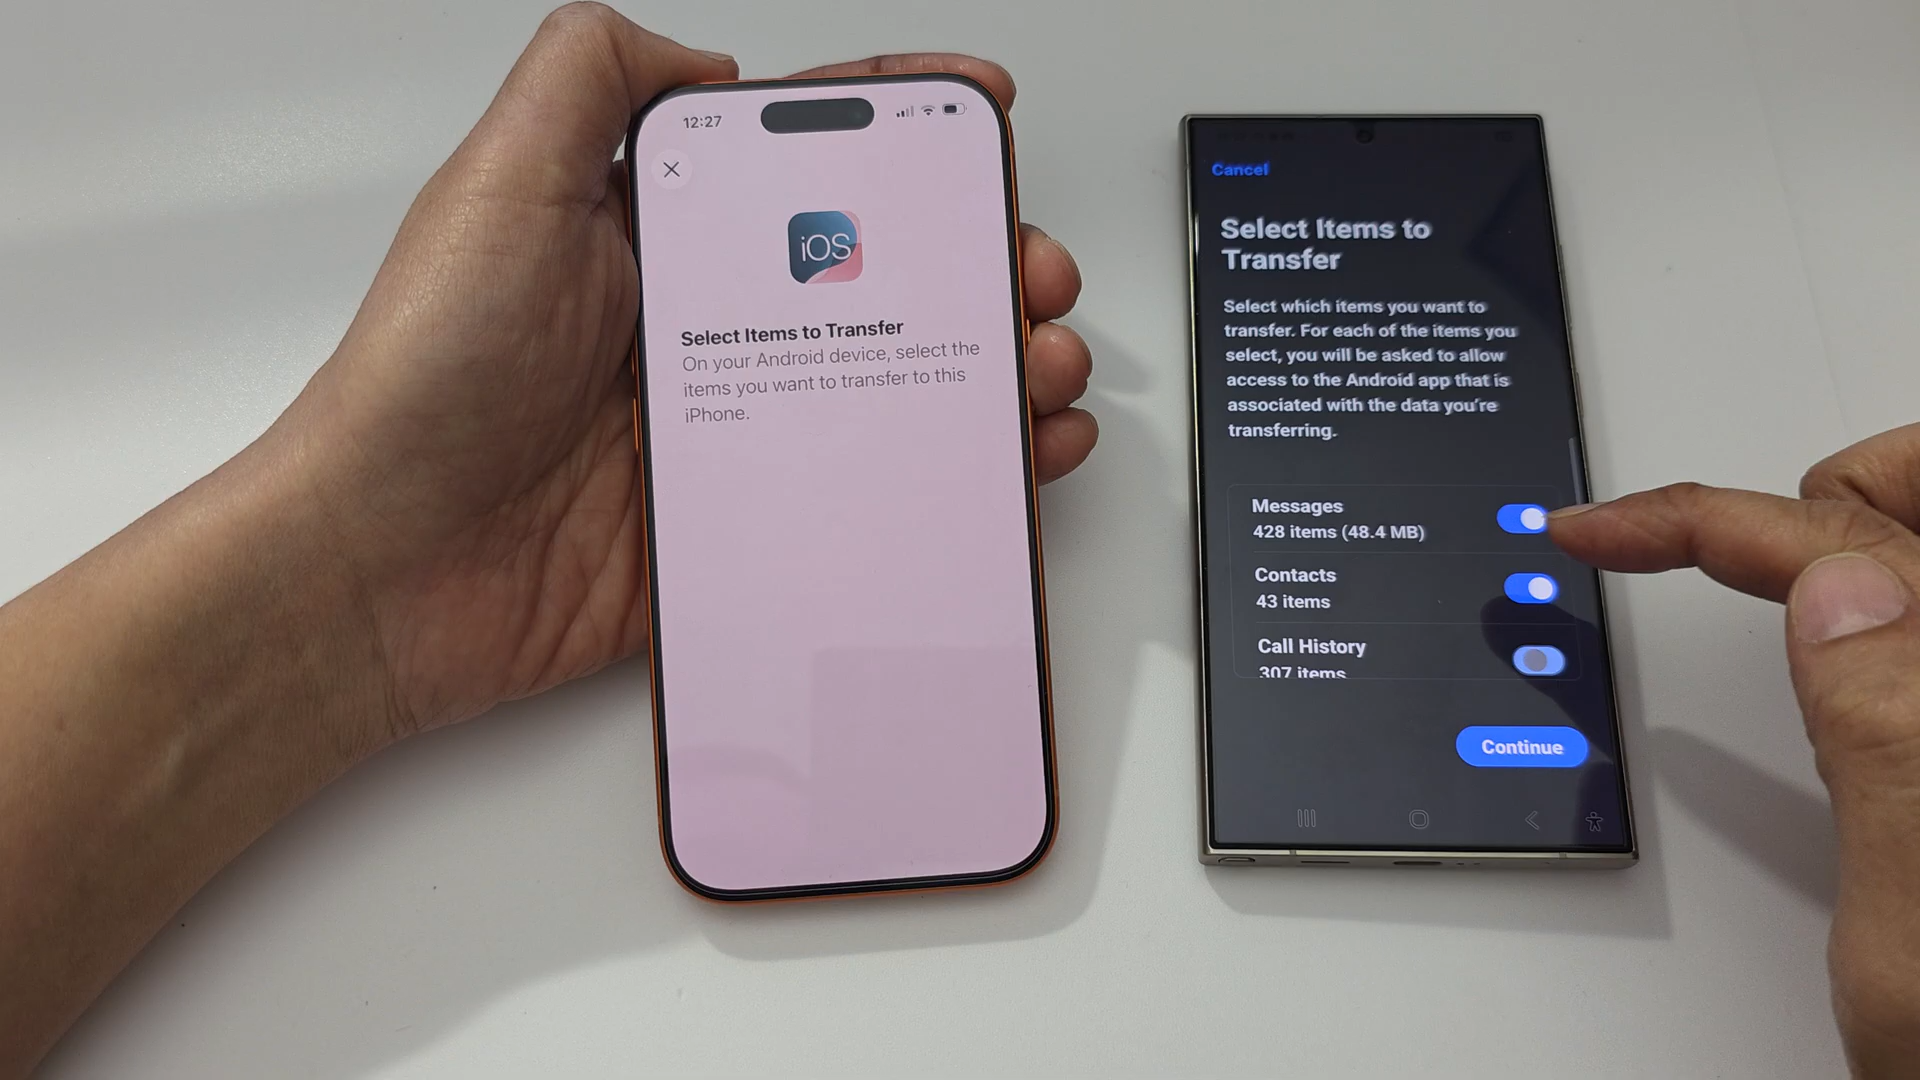 12:27
iOS
Select Items to Transfer
On your Android device, select the
items you want to transfer to this
iPhone.
Cancel
Select Items to
Transfer
Select which items you want to
transfer. For each of the items you
select, you will be asked to allow
access to the Android app that is
associated with the data you're
transferring.
Messages
428 items (48.4 MB)
Contacts
43 items
Call History
307 items
Continue